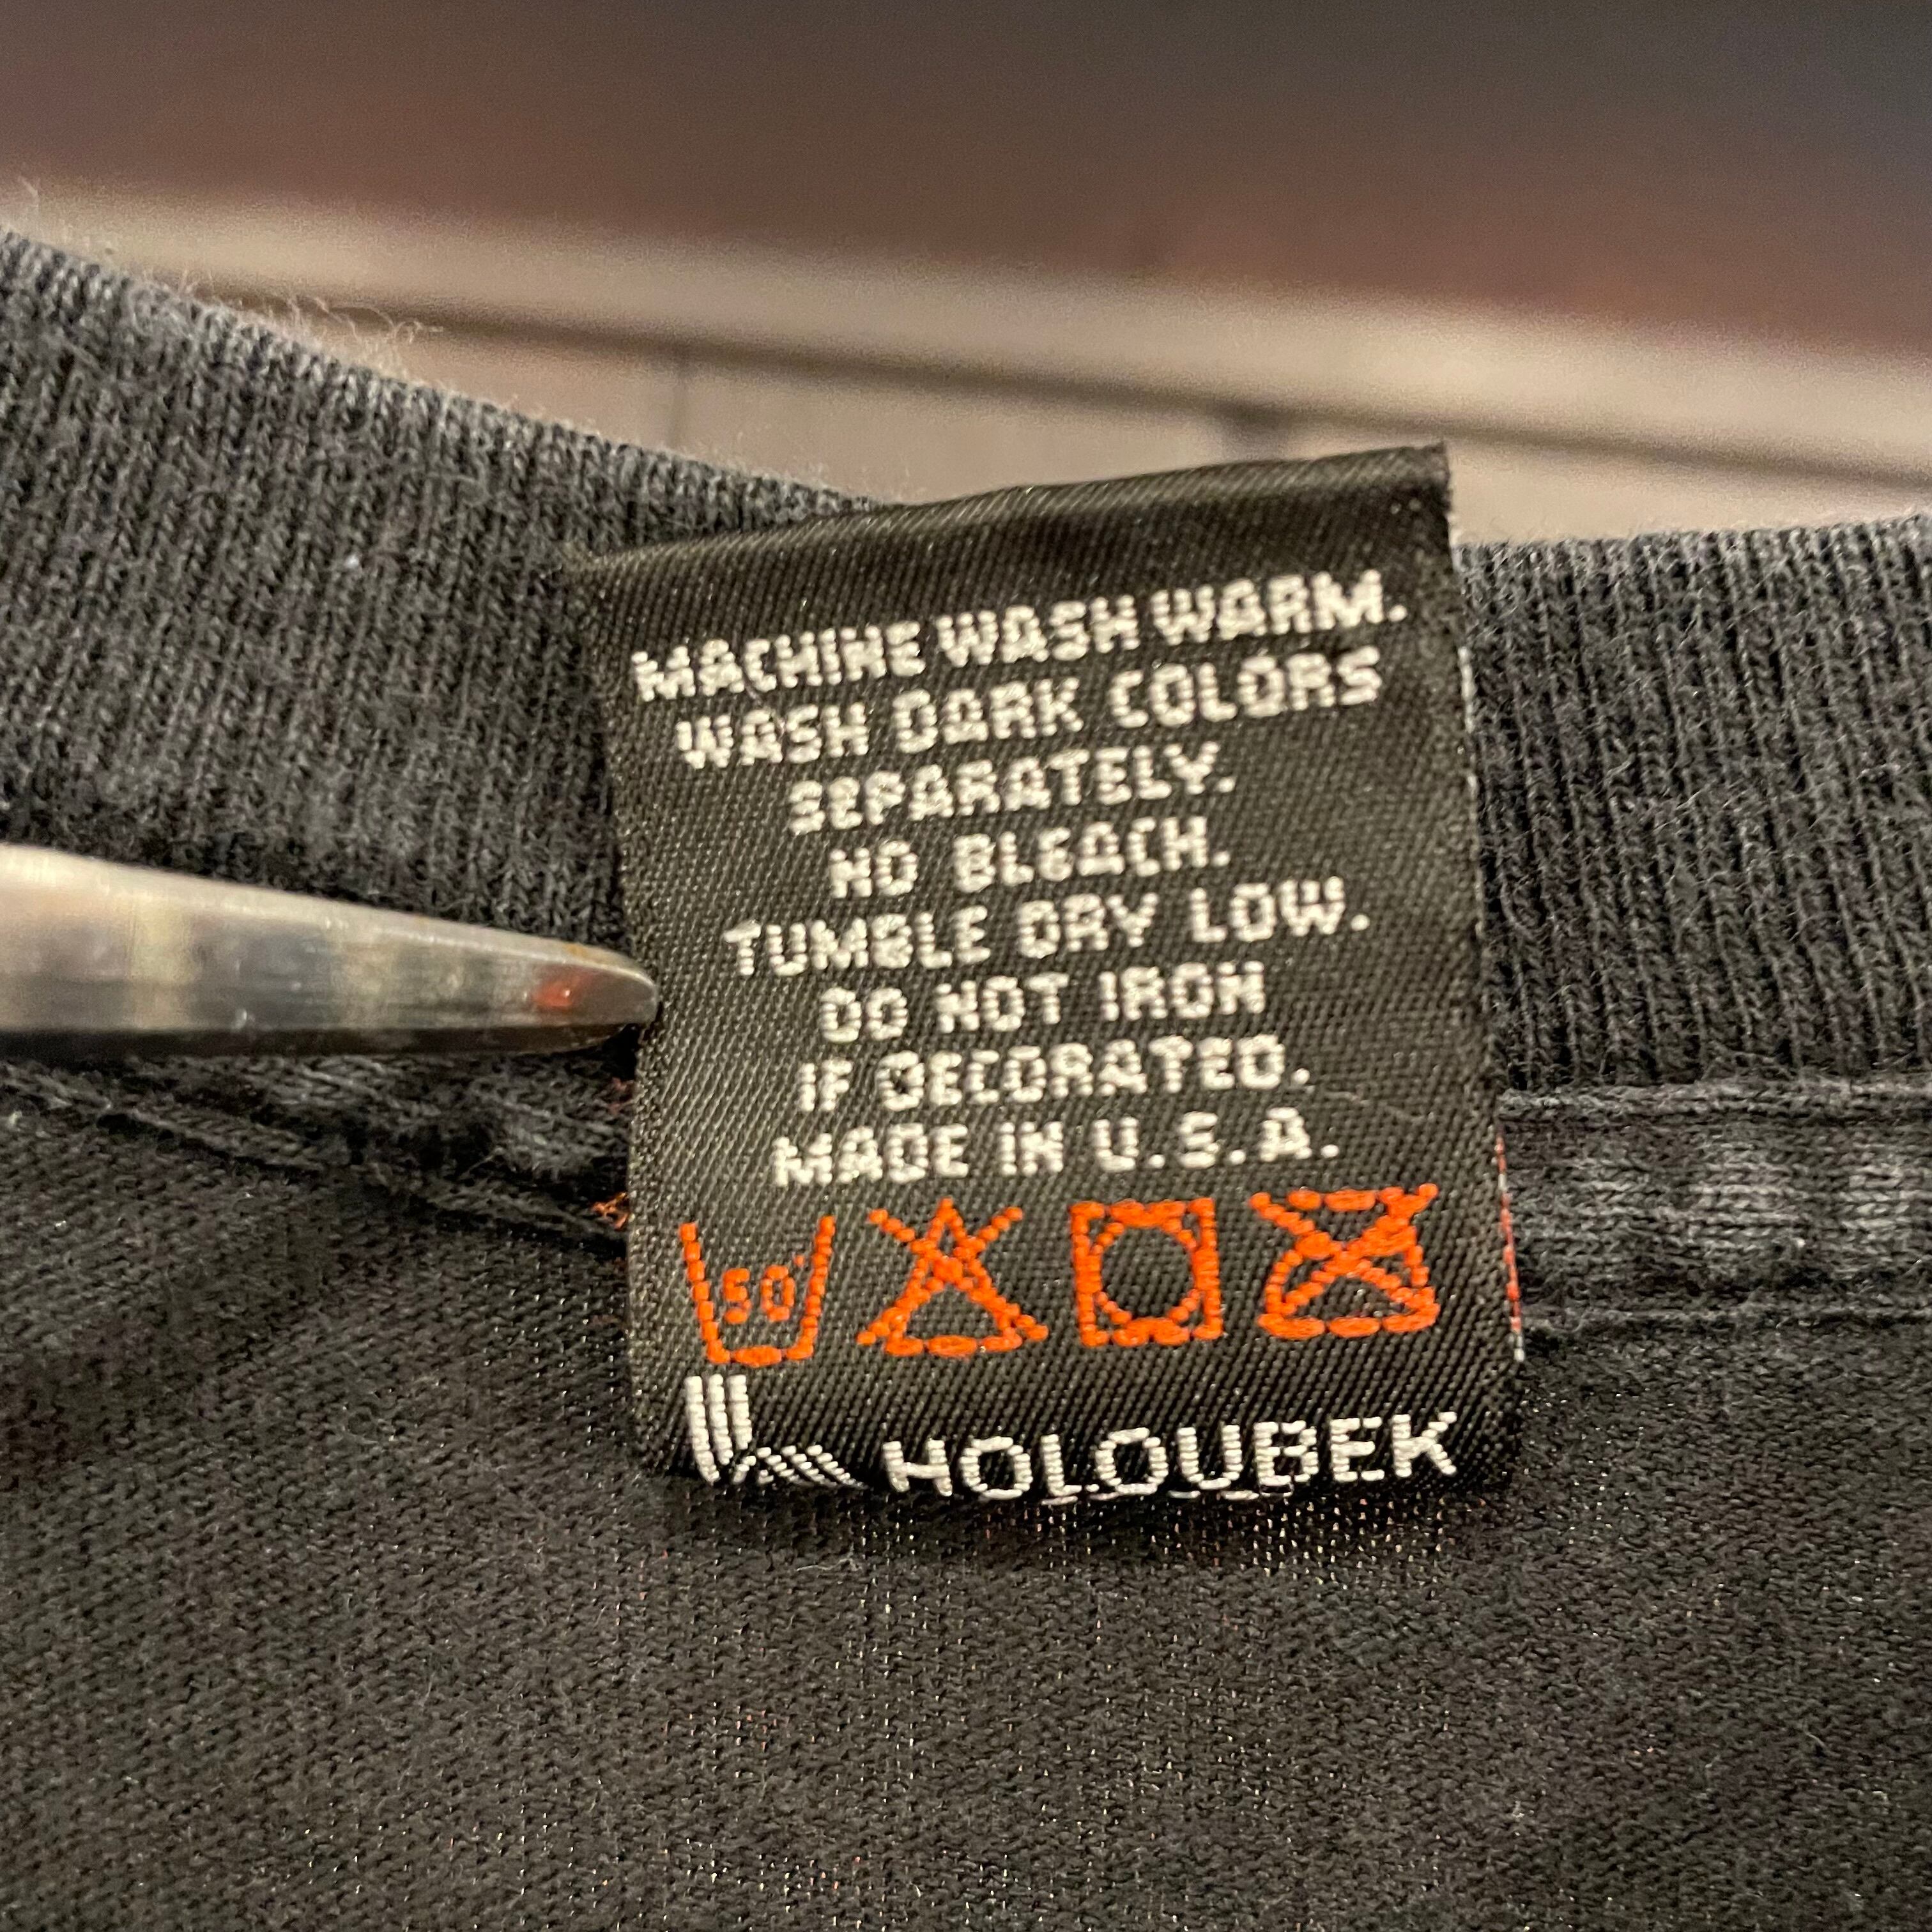 MACHINE WASH WARM.
WASH DARK COLORS
SEPARATELY.
NO BLEACH.
TUMBLE DRY LOW.
DO NOT IRON
IF DECORATED.
MADE IN U.S.A.
50°
HOLOUBEK